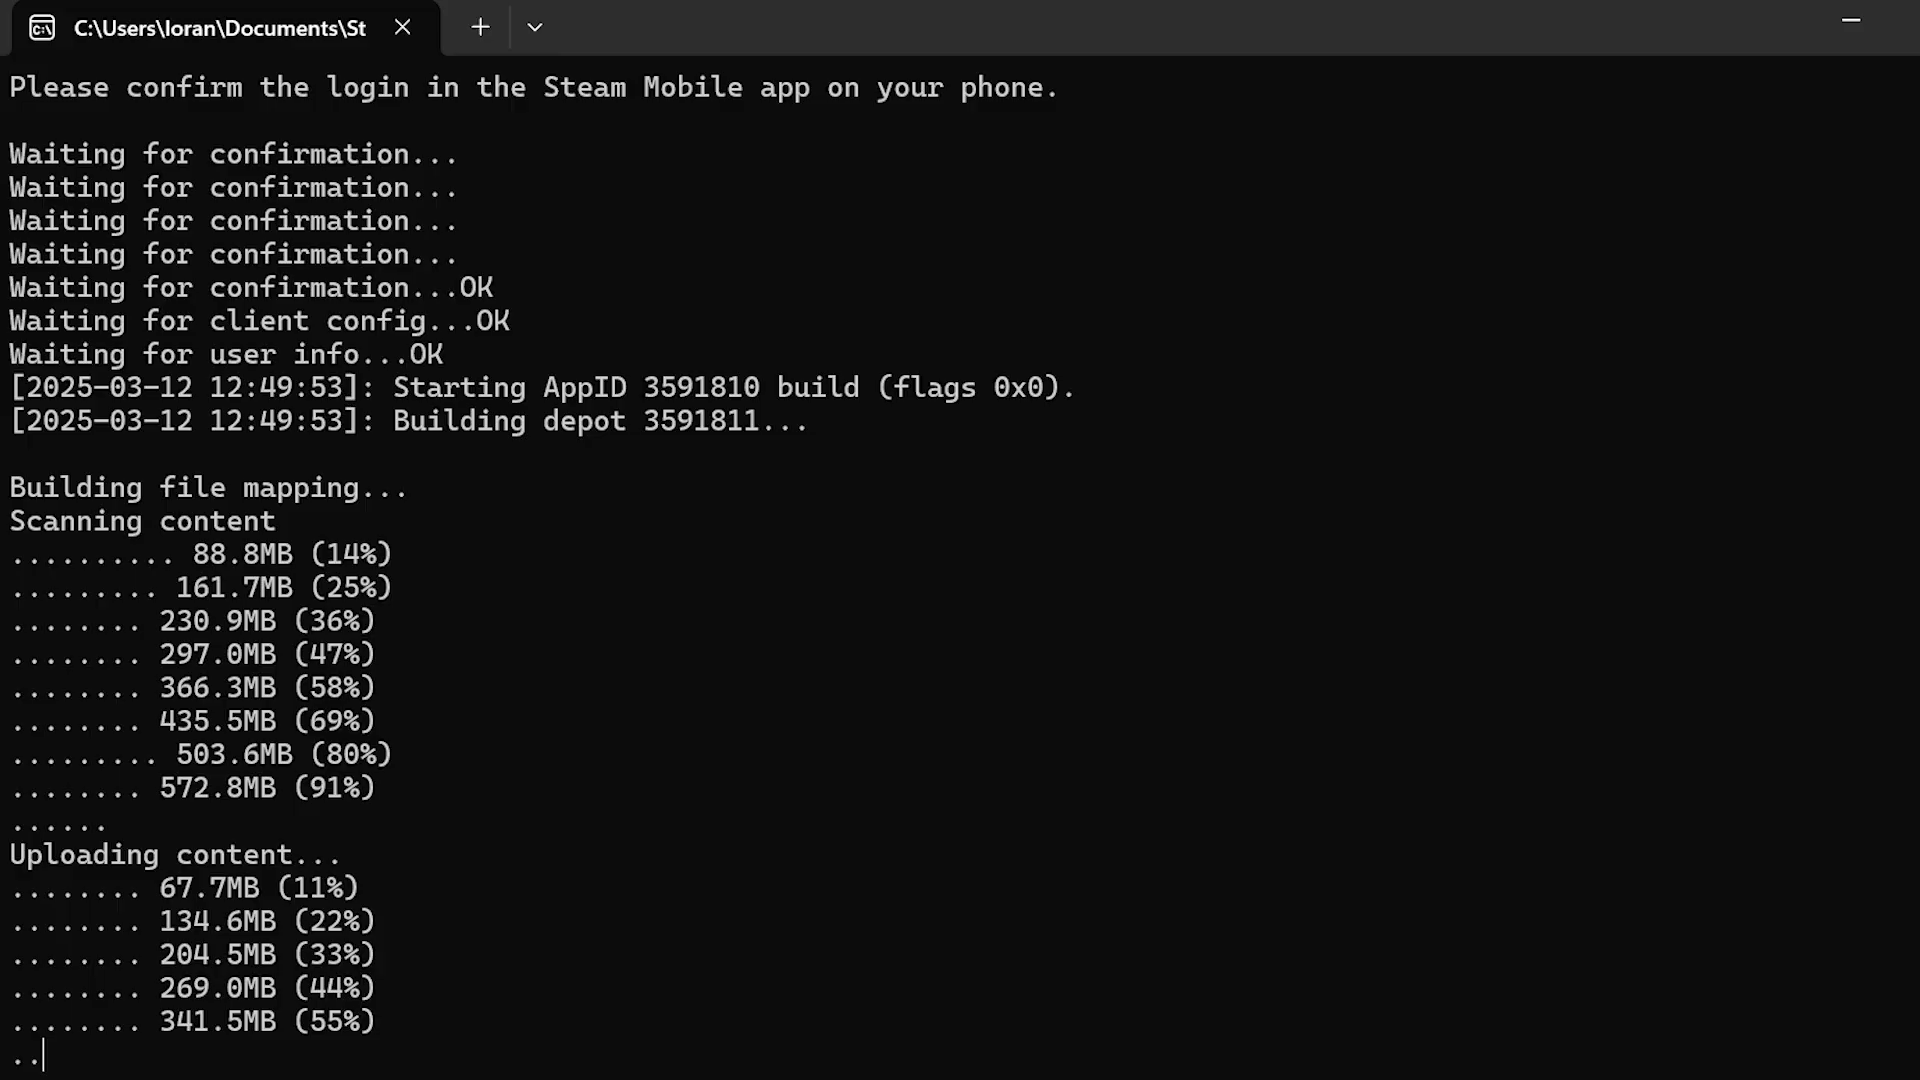 C:\Users\loran\Documents\St
Please confirm the login in the Steam Mobile app on your phone.
Waiting for confirmation...
Waiting for confirmation...
Waiting for confirmation...
Waiting for confirmation...
Waiting for confirmation...OK
Waiting for client config...OK
Waiting for user info...OK
[2025-03-12 12:49:53]: Starting AppID 3591810 build (flags 0x0).
[2025-03-12 12:49:53]: Building depot 3591811...
Building file mapping...
Scanning content
.......... 88.8MB (14%)
......... 161.7MB (25%)
........ 230.9MB (36%)
........ 297.0MB (47%)
........ 366.3MB (58%)
........ 435.5MB (69%)
......... 503.6MB (80%)
........ 572.8MB (91%)
......
Uploading content...
........ 67.7MB (11%)
........ 134.6MB (22%)
........ 204.5MB (33%)
........ 269.0MB (44%)
........ 341.5MB (55%)
..